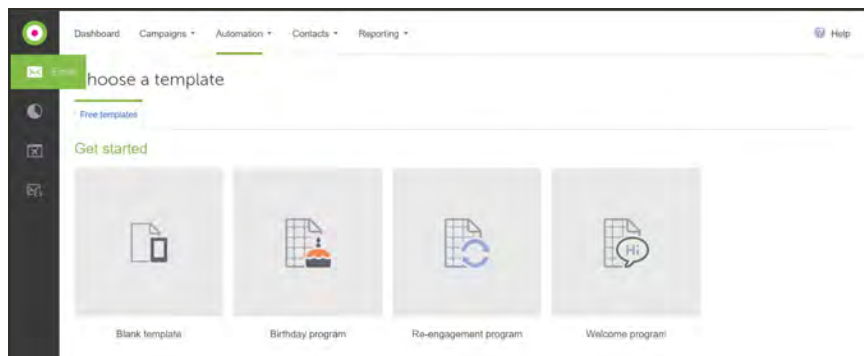 Dashboard Campaigns Automation Contacts Reporting Help
Email
hoose a template
Free templates
Get started
Hi
Blank template Birthday program Re-engagement program Welcome program